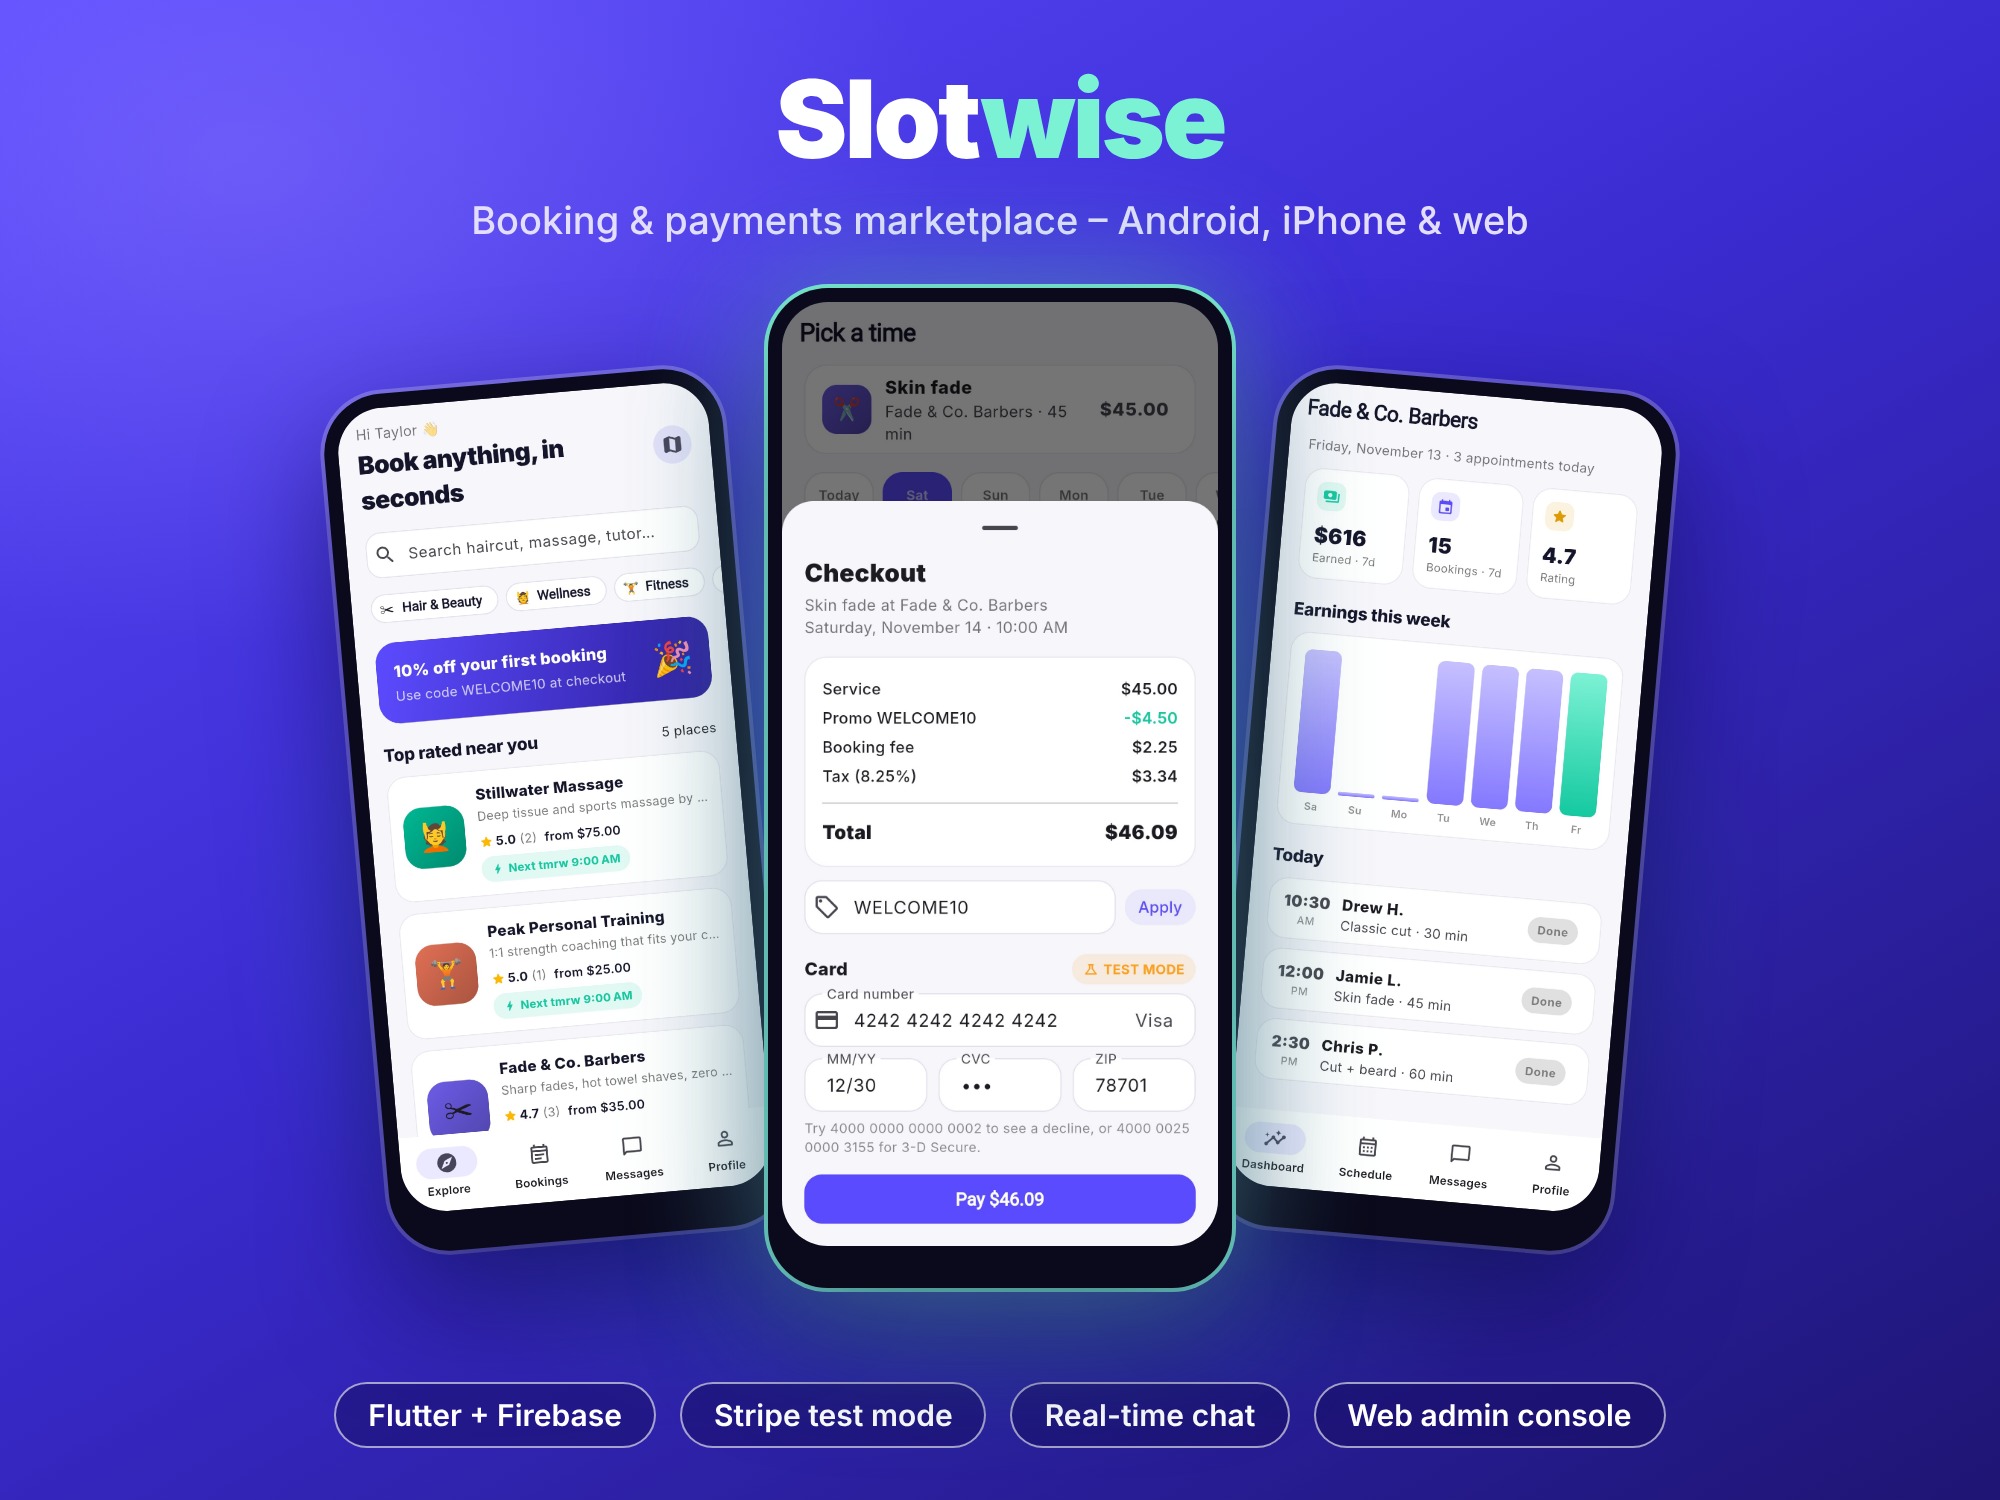 Slotwise
Booking & payments marketplace – Android, iPhone & web
Hi Taylor 👋
Book anything, in
seconds
Search haircut, massage, tutor...
Hair & Beauty
Wellness
Fitness
10% off your first booking
Use code WELCOME10 at checkout
Top rated near you
5 places
Stillwater Massage
Deep tissue and sports massage by ...
5.0 (2) from $75.00
Next tmrw 9:00 AM
Peak Personal Training
1:1 strength coaching that fits your c...
5.0 (1) from $25.00
Next tmrw 9:00 AM
Fade & Co. Barbers
Sharp fades, hot towel shaves, zero ...
4.7 (3) from $35.00
Explore
Bookings
Messages
Profile
Pick a time
Skin fade
Fade & Co. Barbers · 45
min
$45.00
Today
Sat
Sun
Mon
Tue
Checkout
Skin fade at Fade & Co. Barbers
Saturday, November 14 · 10:00 AM
Service $45.00
Promo WELCOME10 -$4.50
Booking fee $2.25
Tax (8.25%) $3.34
Total $46.09
WELCOME10
Apply
Card
TEST MODE
Card number
4242 4242 4242 4242 Visa
MM/YY
12/30
CVC
•••
ZIP
78701
Try 4000 0000 0000 0002 to see a decline, or 4000 0025
0000 3155 for 3-D Secure.
Pay $46.09
Fade & Co. Barbers
Friday, November 13 · 3 appointments today
$616
Earned · 7d
15
Bookings · 7d
4.7
Rating
Earnings this week
Sa Su Mo Tu We Th Fr
Today
10:30
AM
Drew H.
Classic cut · 30 min
Done
12:00
PM
Jamie L.
Skin fade · 45 min
Done
2:30
PM
Chris P.
Cut + beard · 60 min
Done
Dashboard
Schedule
Messages
Profile
Flutter + Firebase
Stripe test mode
Real-time chat
Web admin console